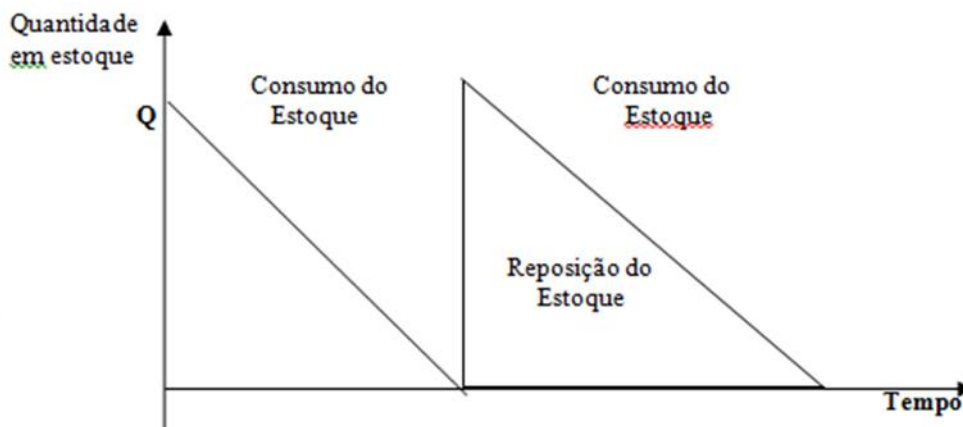 Quantidade
em estoque
Q
Consumo do
Estoque
Consumo do
Estoque
Reposição do
Estoque
Tempo